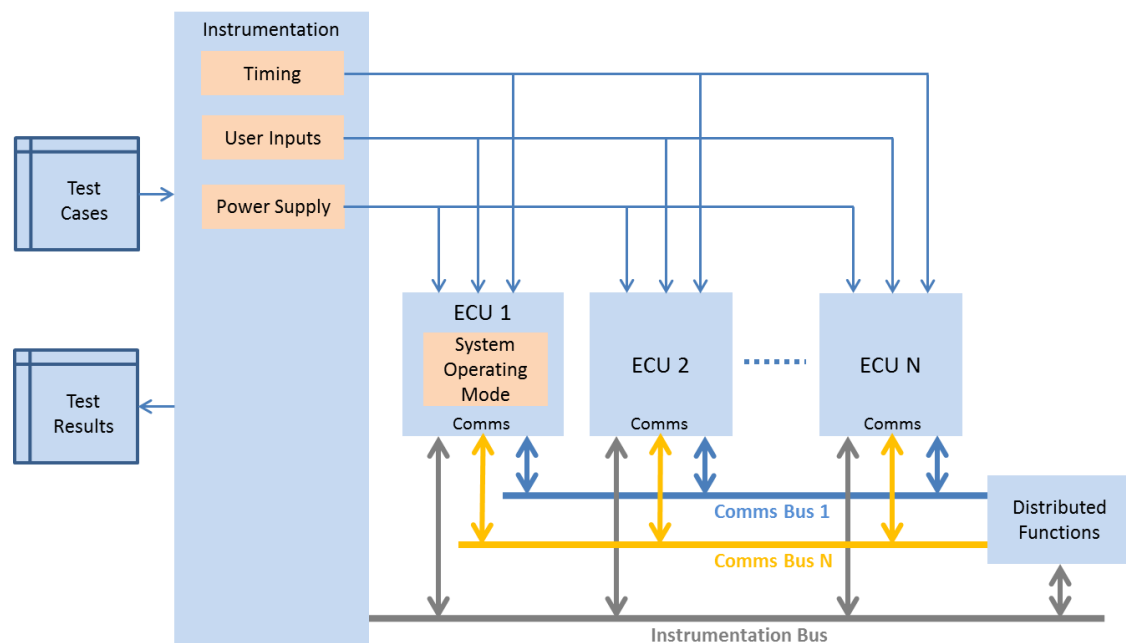 Instrumentation
Timing
User Inputs
Power Supply
Test
Cases
Test
Results
ECU 1
System
Operating
Mode
Comms
ECU 2
Comms
ECU N
Comms
Comms Bus 1
Comms Bus N
Distributed
Functions
Instrumentation Bus